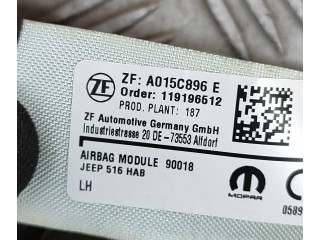 ZF
ZF: A015C896 E
Order: 119196512
PROD. PLANT: 187
ZF Automotive Germany GmbH
Industriestrasse 20 DE -73553 Alfdorf
AIRBAG MODULE 90018
JEEP 516 HAB
LH
MOPAR
0589